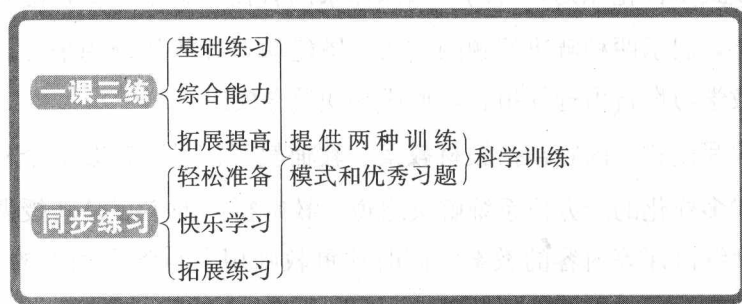 一课三练
基础练习
综合能力
拓展提高
同步练习
轻松准备
快乐学习
拓展练习
提供两种训练
模式和优秀习题
科学训练